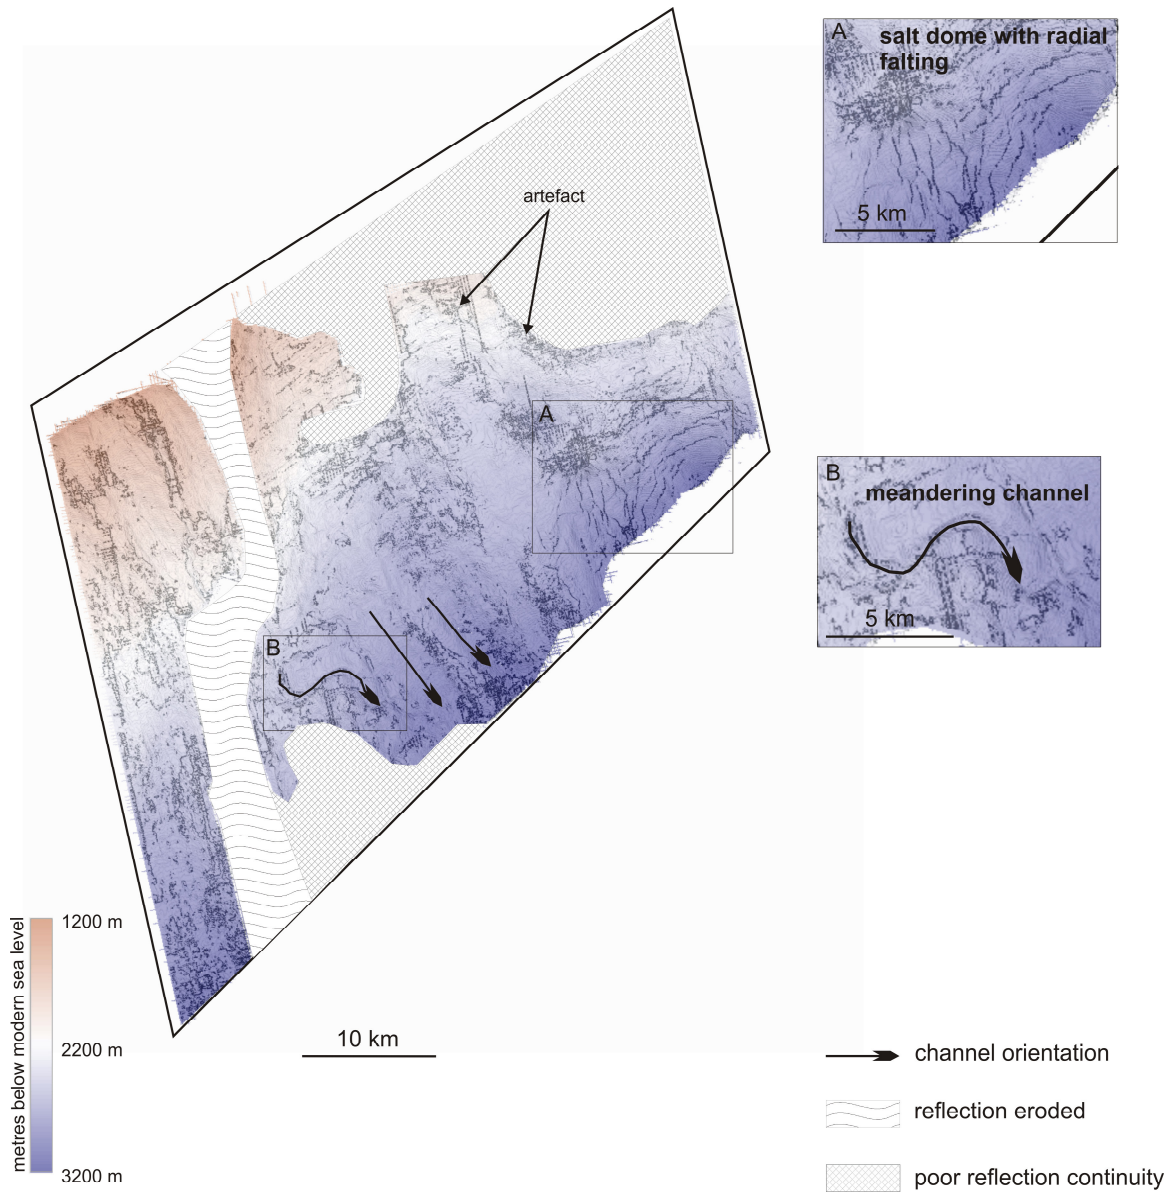 A
salt dome with radial
falting
artefact
5 km
A
B
meandering channel
5 km
B
metres below modern sea level
1200 m
2200 m
3200 m
10 km
channel orientation
reflection eroded
poor reflection continuity